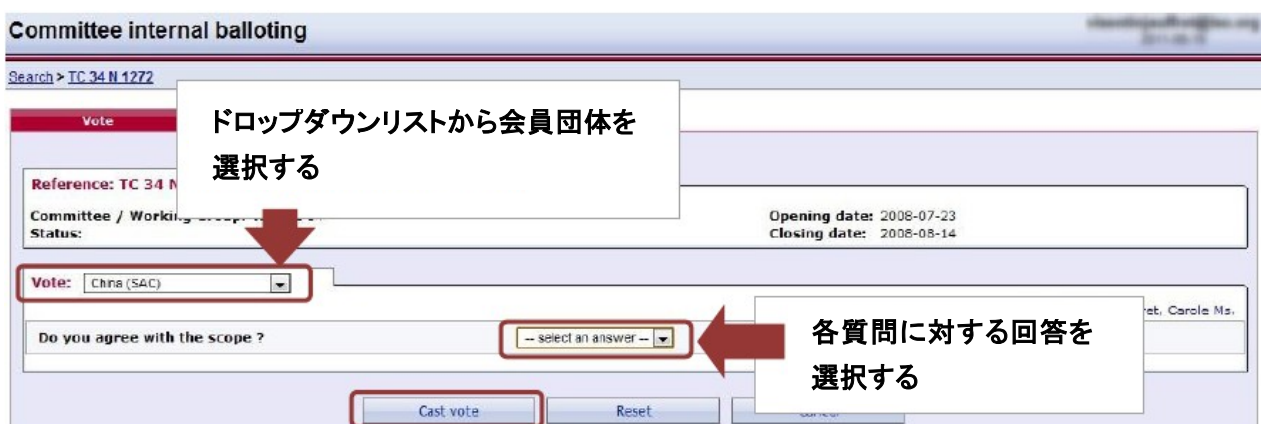 Committee internal balloting
Search > TC 34 N 1272
Vote
ドロップダウンリストから会員団体を
選択する
Reference: TC 34 N
Committee / Working
Opening date: 2008-07-23
Status:
Closing date: 2008-08-14
Vote: China (SAC)
et, Carole Ms.
Do you agree with the scope ?
-- select an answer --
各質問に対する回答を
選択する
Cast vote
Reset